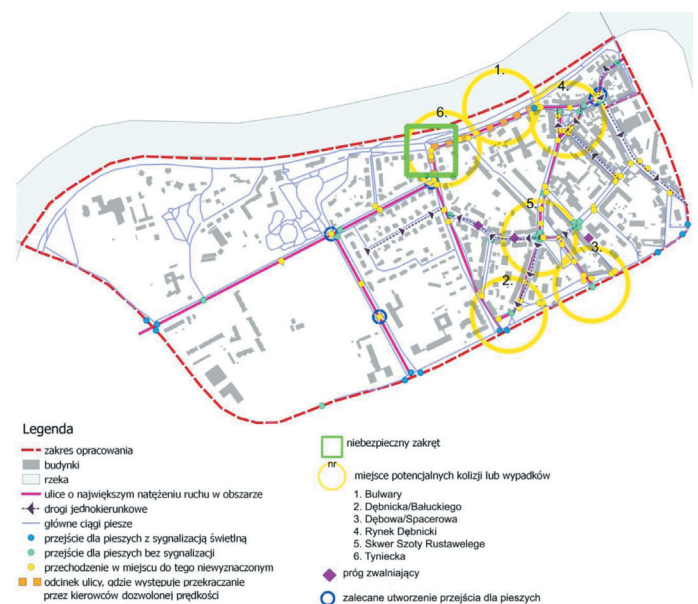 1.
4.
6.
5.
3.
2.
Legenda
zakres opracowania
budynki
rzeka
ulice o największym natężeniu ruchu w obszarze
drogi jednokierunkowe
główne ciągi piesze
przejście dla pieszych z sygnalizacją świetlną
przejście dla pieszych bez sygnalizacji
przechodzenie w miejscu do tego niewyznaczonym
odcinek ulicy, gdzie występuje przekraczanie
przez kierowców dozwolonej prędkości
niebezpieczny zakręt
nr
miejsce potencjalnych kolizji lub wypadków
1. Bulwary
2. Dębnicka/Bałuckiego
3. Dębowa/Spacerowa
4. Rynek Dębnicki
5. Skwer Szoty Rustawelego
6. Tyniecka
próg zwalniający
zalecane utworzenie przejścia dla pieszych